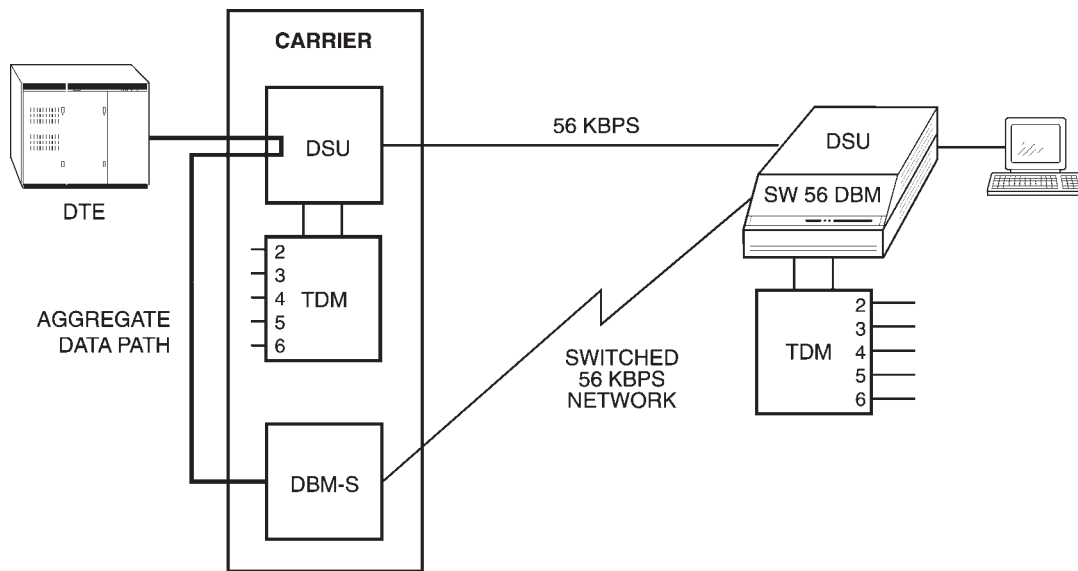 CARRIER
DTE
DSU
56 KBPS
DSU
SW 56 DBM
2
3
4
5
6
TDM
AGGREGATE
DATA PATH
SWITCHED
56 KBPS
NETWORK
TDM
2
3
4
5
6
DBM-S